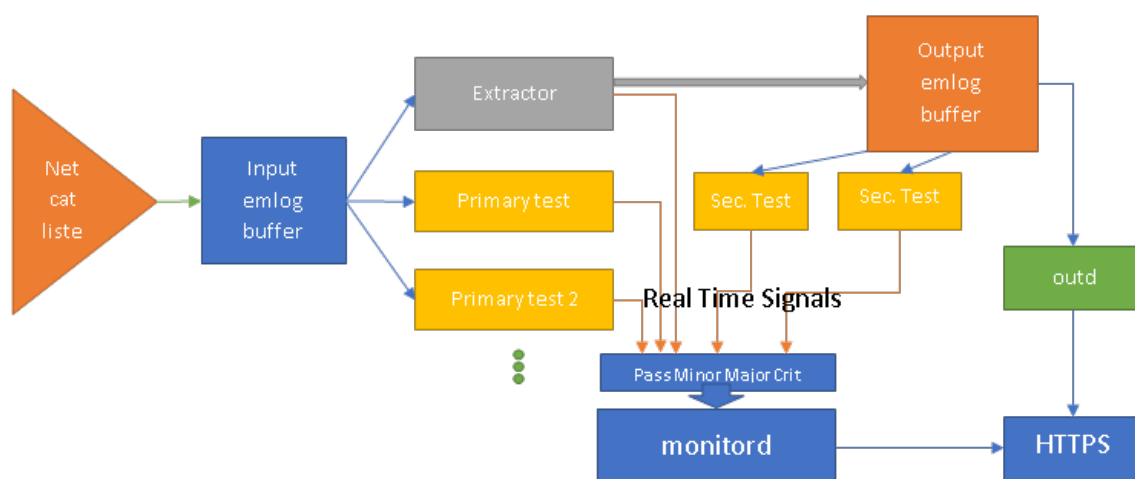 Net
cat
liste
Input
emlog
buffer
Extractor
Primary test
Primary test 2
Output
emlog
buffer
Sec. Test
Sec. Test
Real Time Signals
Pass Minor Major Crit
monitord
outd
HTTPS